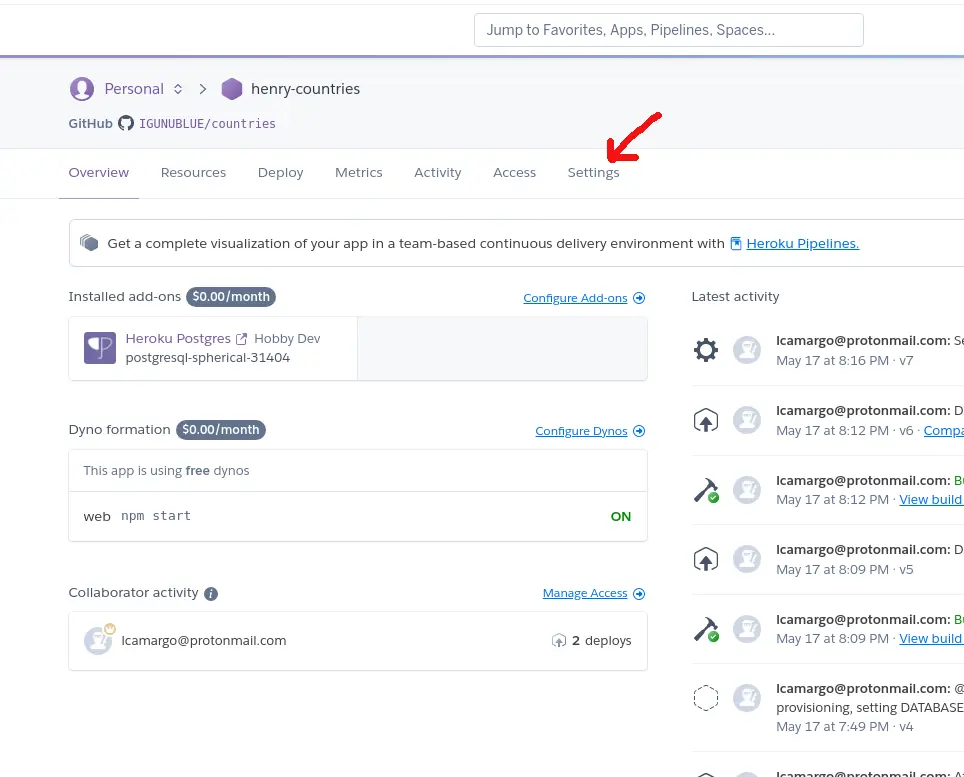 Jump to Favorites, Apps, Pipelines, Spaces...
Personal henry-countries
GitHub IGUNUBLUE/countries
Overview Resources Deploy Metrics Activity Access Settings
Get a complete visualization of your app in a team-based continuous delivery environment with Heroku Pipelines.
Installed add-ons $0.00/month Configure Add-ons
Heroku Postgres Hobby Dev
postgresql-spherical-31404
Dyno formation $0.00/month Configure Dynos
This app is using free dynos
web npm start ON
Collaborator activity Manage Access
lcamargo@protonmail.com 2 deploys
Latest activity
lcamargo@protonmail.com:
May 17 at 8:16 PM · v7
lcamargo@protonmail.com:
May 17 at 8:12 PM · v6 ·
lcamargo@protonmail.com:
May 17 at 8:12 PM · View build
lcamargo@protonmail.com:
May 17 at 8:09 PM · v5
lcamargo@protonmail.com:
May 17 at 8:09 PM · View build
lcamargo@protonmail.com: @
provisioning, setting DATABASE
May 17 at 7:49 PM · v4